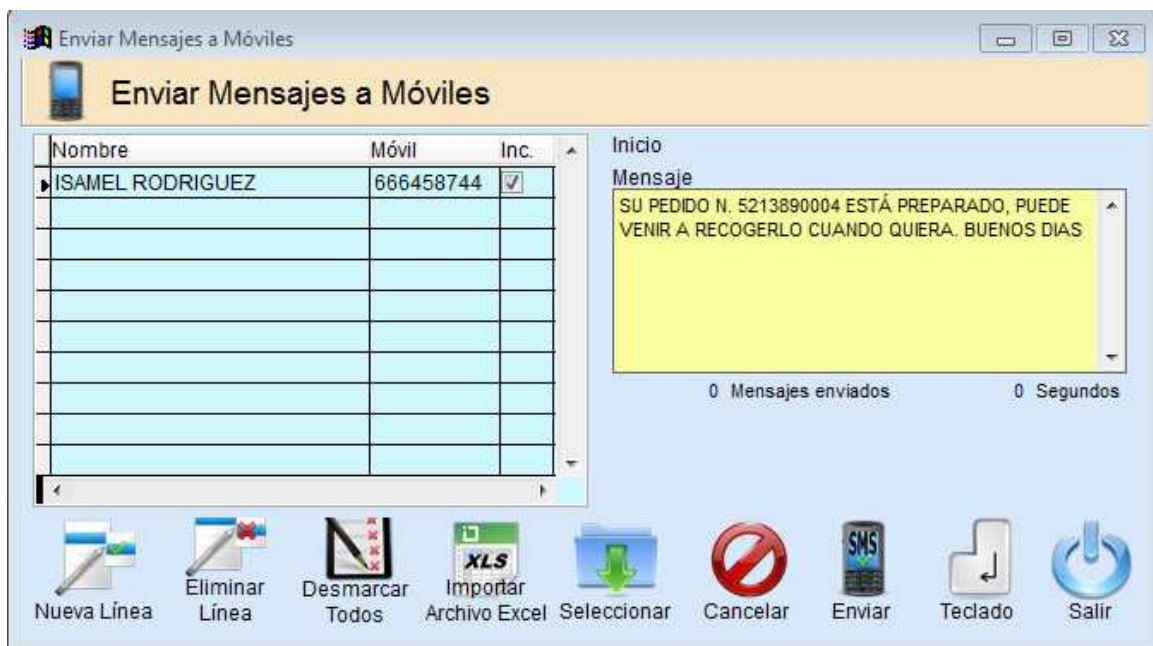 Enviar Mensajes a Móviles
Enviar Mensajes a Móviles
Nombre Móvil Inc.
ISAMEL RODRIGUEZ 666458744
Inicio
Mensaje
SU PEDIDO N. 5213890004 ESTÁ PREPARADO, PUEDE
VENIR A RECOGERLO CUANDO QUIERA. BUENOS DIAS
0 Mensajes enviados 0 Segundos
XLS
SMS
Nueva Línea
Eliminar
Línea
Desmarcar
Todos
Importar
Archivo Excel
Seleccionar
Cancelar
Enviar
Teclado
Salir